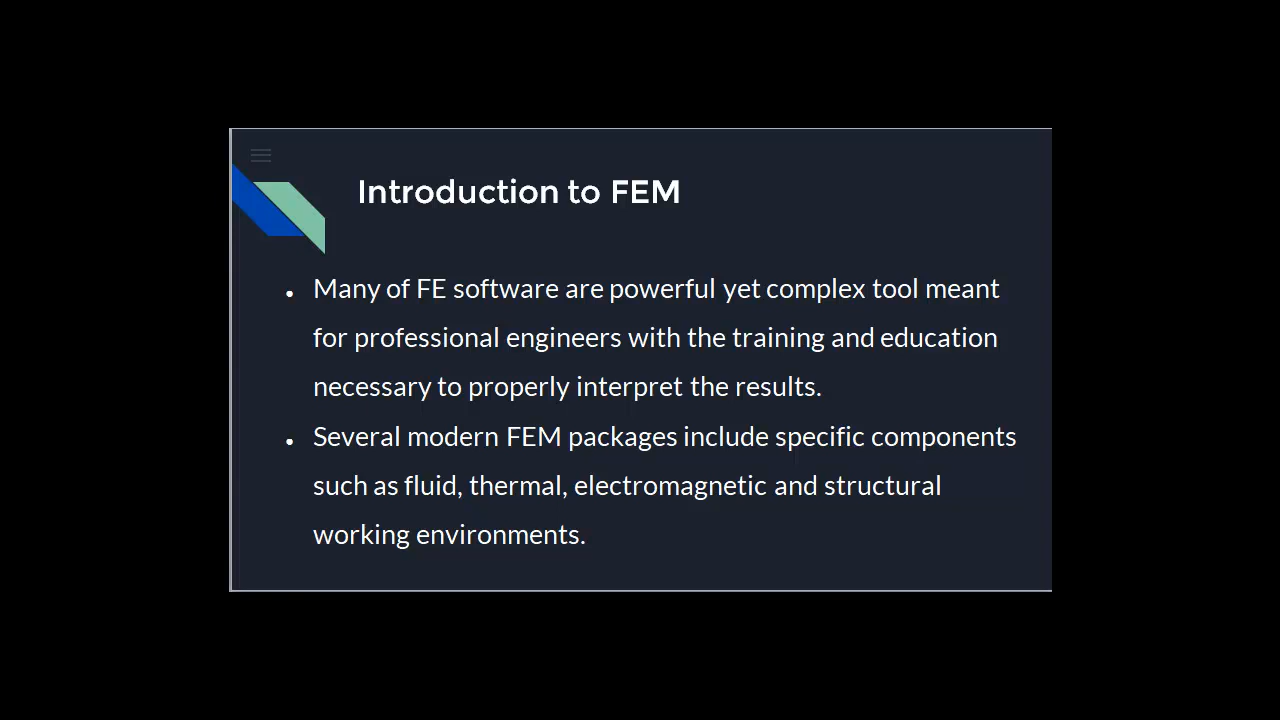 Introduction to FEM
• Many of FE software are powerful yet complex tool meant
for professional engineers with the training and education
necessary to properly interpret the results.
• Several modern FEM packages include specific components
such as fluid, thermal, electromagnetic and structural
working environments.